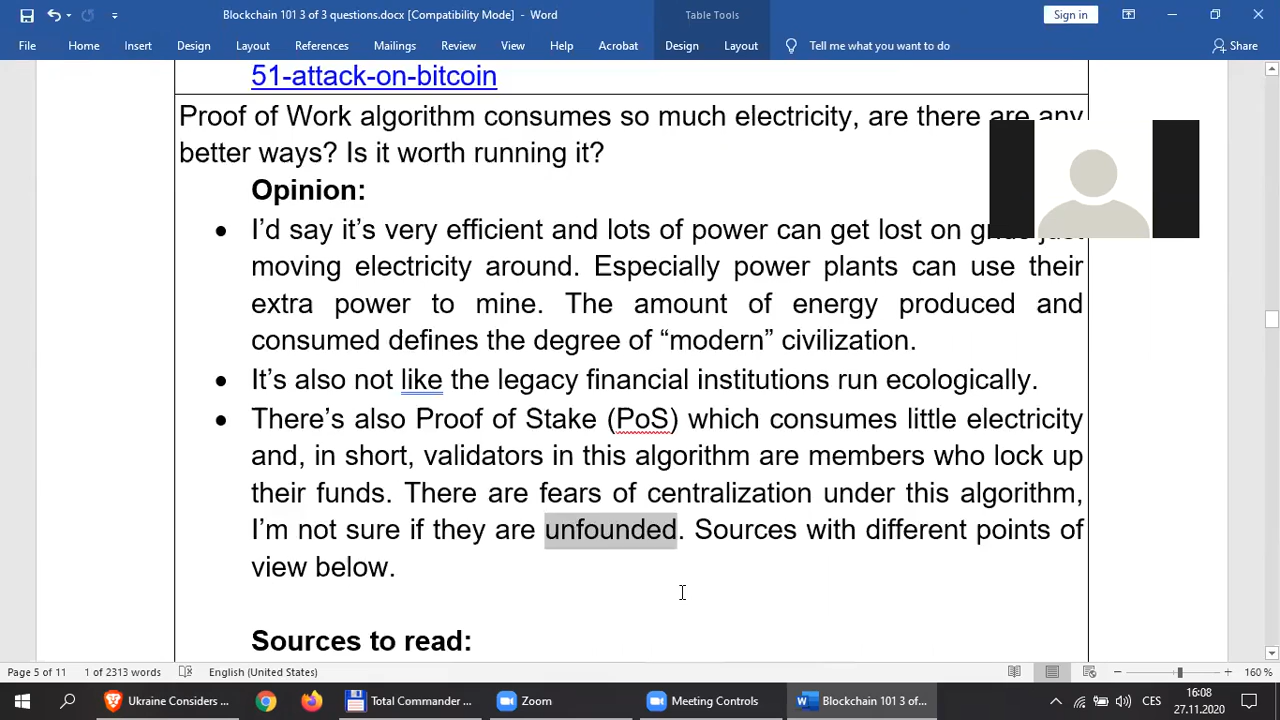 Blockchain 101 3 of 3 questions.docx [Compatibility Mode] - Word
Table Tools
Sign in
File Home Insert Design Layout References Mailings Review View Help Acrobat Design Layout Tell me what you want to do Share
51-attack-on-bitcoin
Proof of Work algorithm consumes so much electricity, are there are any
better ways? Is it worth running it?
Opinion:
• I’d say it’s very efficient and lots of power can get lost on
moving electricity around. Especially power plants can use their
extra power to mine. The amount of energy produced and
consumed defines the degree of “modern” civilization.
• It’s also not like the legacy financial institutions run ecologically.
• There’s also Proof of Stake (PoS) which consumes little electricity
and, in short, validators in this algorithm are members who lock up
their funds. There are fears of centralization under this algorithm,
I’m not sure if they are unfounded. Sources with different points of
view below.
Sources to read:
Page 5 of 11 1 of 2313 words English (United States) 160 %
Ukraine Considers ... Total Commander ... Zoom Meeting Controls Blockchain 101 3 of... CES 16:08
27.11.2020